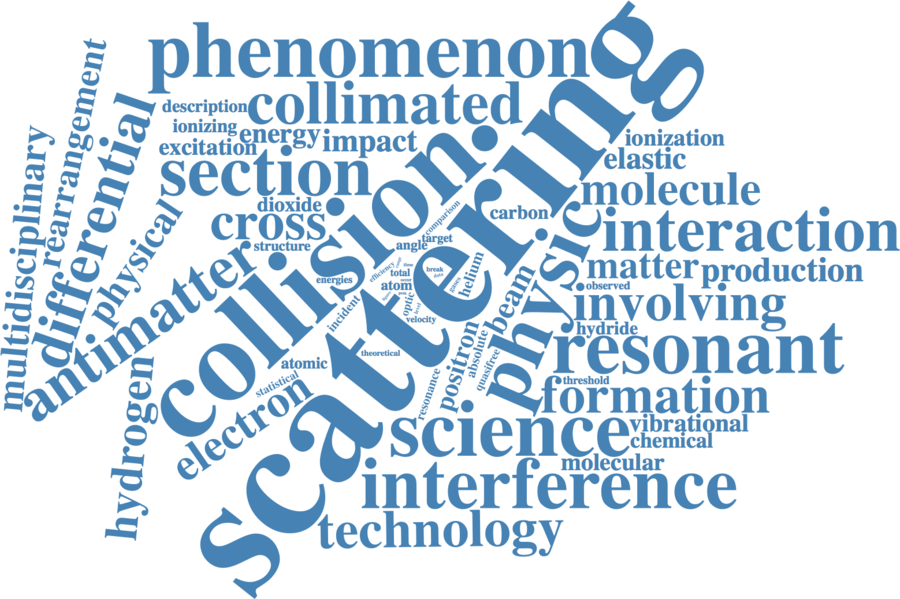 phenomenon
scattering
collimated
collision
description
ionizing
energy
impact
excitation
section
dioxide
cross
structure
rearrangement
differential
multidisciplinary
physical
antimatter
hydrogen
electron
ionization
elastic
molecule
carbon
comparison
target
angle
interaction
matter
production
observed
involving
hydride
resonant
physic
beam
helium
total
atom
optic
velocity
efficiency
energies
incident
break
data
theoretical
atomic
statistical
positron
absolute
quasifree
resonance
threshold
formation
vibrational
chemical
science
molecular
interference
technology